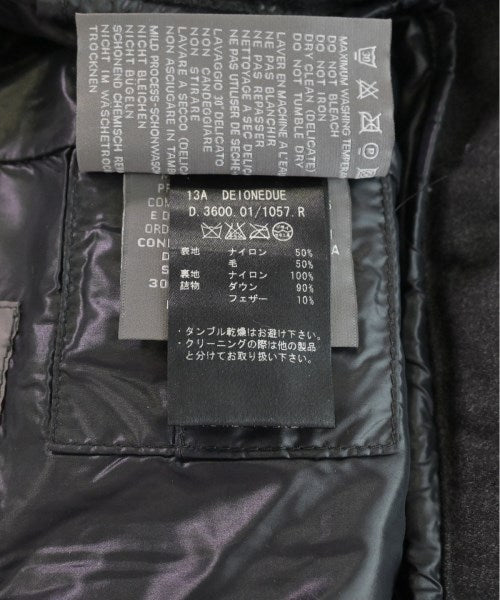 MAXIMUM WASHING TEMPERA
DO NOT BLEACH
DO NOT IRON
DRY CLEAN (DELICATE)
DO NOT TUMBLE DRY
LAVER EN MACHINE A L'EA
NE PAS BLANCHIR
NE PAS REPASSER
NETTOYAGE A SEC DELIC
NE PAS UTILISER DE SECHE
LAVAGGIO 30° DELICATO
NON CANDEGGIARE
NON STIRARE
LAVARE A SECCO (DELIC
NON ASCIUGARE IN TAMB
MILD PROCESS-SCHONWASC
NICHT BLEICHEN
NICHT BUGELN
SCHONEND CHEMISCH RE
NICHT IM WASCHETROC
TROCKNEN
13A DEIONEDUE
D.3600.01/1057.R
表地 ナイロン 50%
毛 50%
裏地 ナイロン 100%
詰物 ダウン 90%
フェザー 10%
・タンブル乾燥はお避け下さい。
・クリーニングの際は他の製品
と分けてお取り扱い下さい。